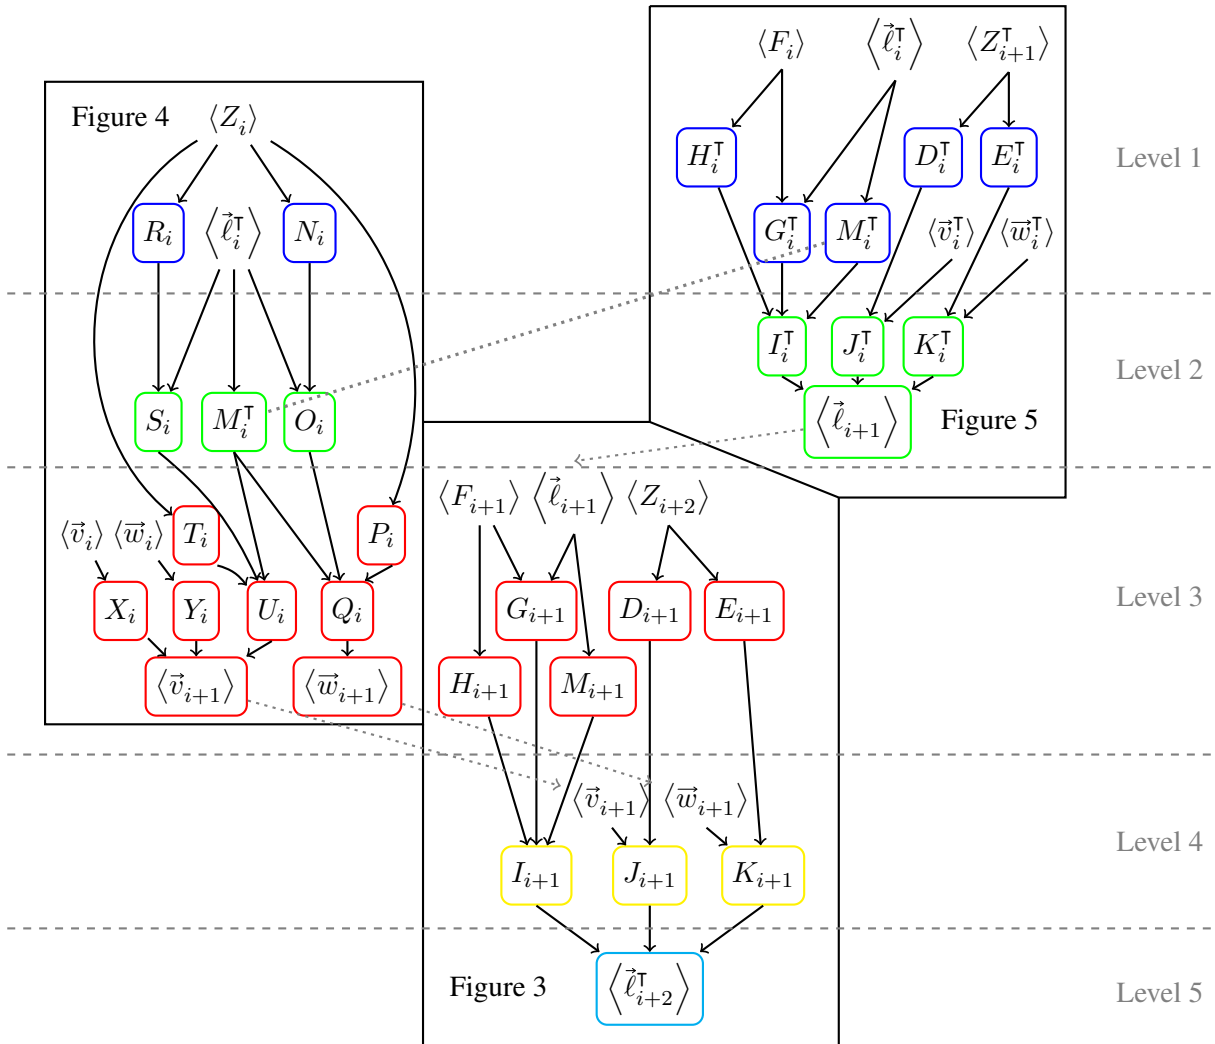 ⟨F_i⟩ ⟨ℓ⃗_i^⊺⟩ ⟨Z_{i+1}^⊺⟩
Figure 4 ⟨Z_i⟩
H_i^⊺ D_i^⊺ E_i^⊺ Level 1
R_i ⟨ℓ⃗_i^⊺⟩ N_i G_i^⊺ M_i^⊺ ⟨v⃗_i^⊺⟩ ⟨w⃗_i^⊺⟩
I_i^⊺ J_i^⊺ K_i^⊺
Level 2
S_i M_i^⊺ O_i ⟨ℓ⃗_{i+1}⟩ Figure 5
⟨F_{i+1}⟩ ⟨ℓ⃗_{i+1}⟩ ⟨Z_{i+2}⟩
⟨v⃗_i⟩ ⟨w⃗_i⟩ T_i P_i
X_i Y_i U_i Q_i G_{i+1} D_{i+1} E_{i+1} Level 3
⟨v⃗_{i+1}⟩ ⟨w⃗_{i+1}⟩ H_{i+1} M_{i+1}
⟨v⃗_{i+1}⟩ ⟨w⃗_{i+1}⟩
Level 4
I_{i+1} J_{i+1} K_{i+1}
Figure 3 ⟨ℓ⃗_{i+2}^⊺⟩ Level 5